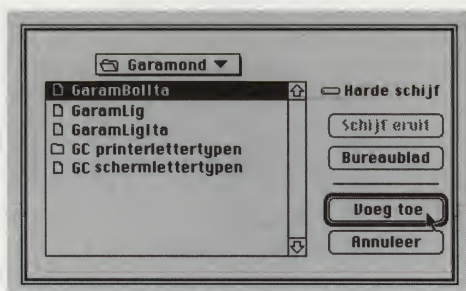 Garamond
GaramBolIta
GaramLig
GaramLigIta
GC printerlettertypen
GC schermlettertypen
Harde schijf
Schijf eruit
Bureaublad
Voeg toe
Annuleer